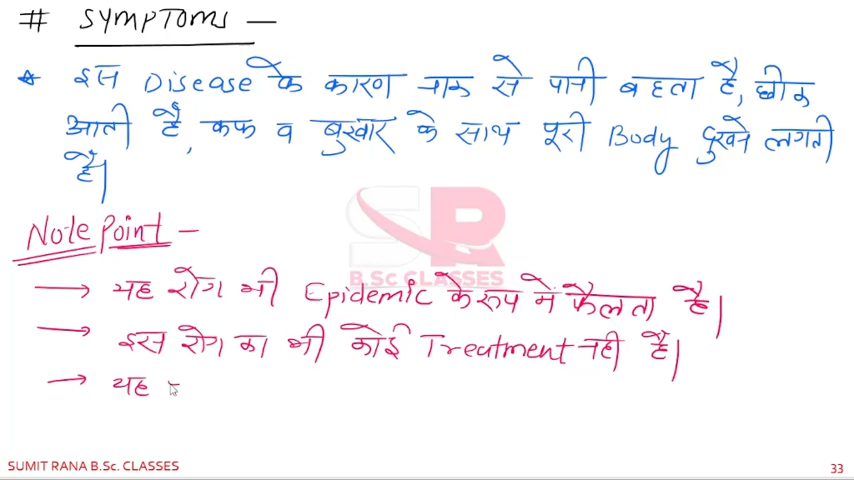 # SYMPTOMS —
* इस Disease के कारण नाक से पानी बहता है, छीक
आती है, कफ व बुखार के साथ पूरी Body दुखने लगती
है।
SR
B.Sc CLASSES
Note Point —
→ यह रोग भी Epidemic के रूप में फैलता है।
→ इस रोग का भी कोई Treatment नही है।
→ यह
SUMIT RANA B.Sc. CLASSES
33